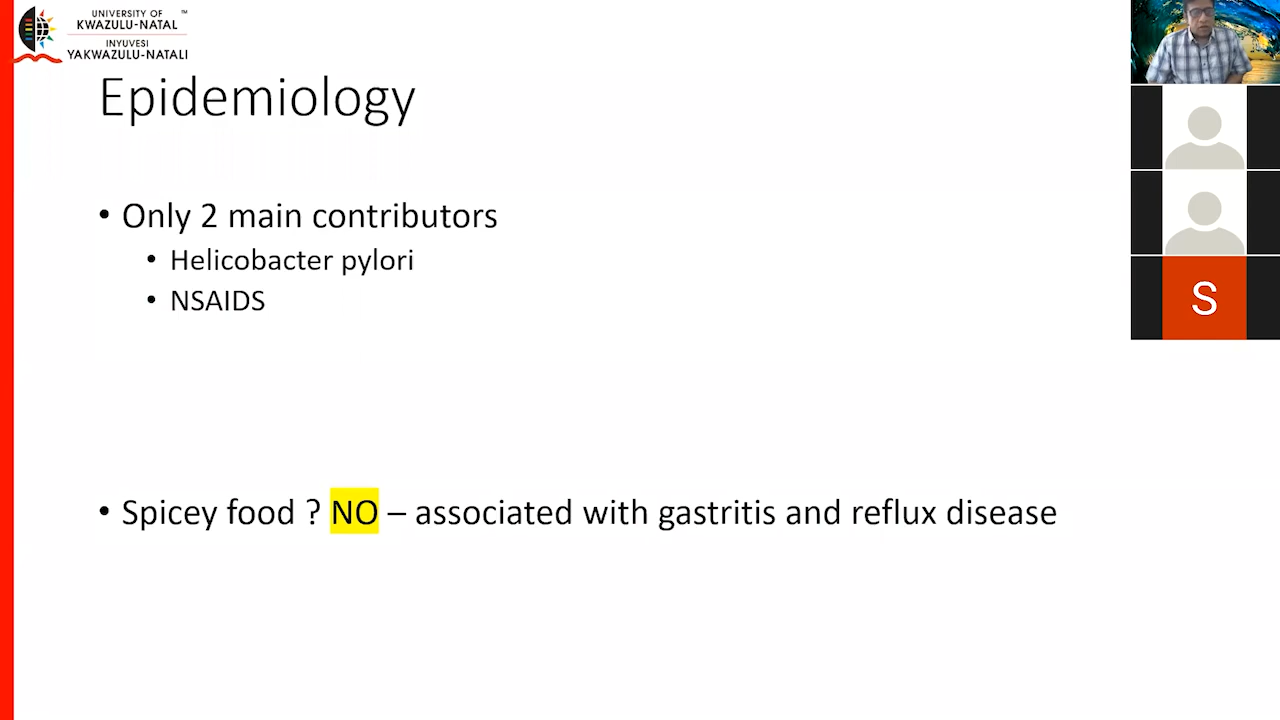 UNIVERSITY OF ™
KWAZULU-NATAL
INYUVESI
YAKWAZULU-NATALI
Epidemiology
• Only 2 main contributors
• Helicobacter pylori
• NSAIDS
• Spicey food ? NO – associated with gastritis and reflux disease
S